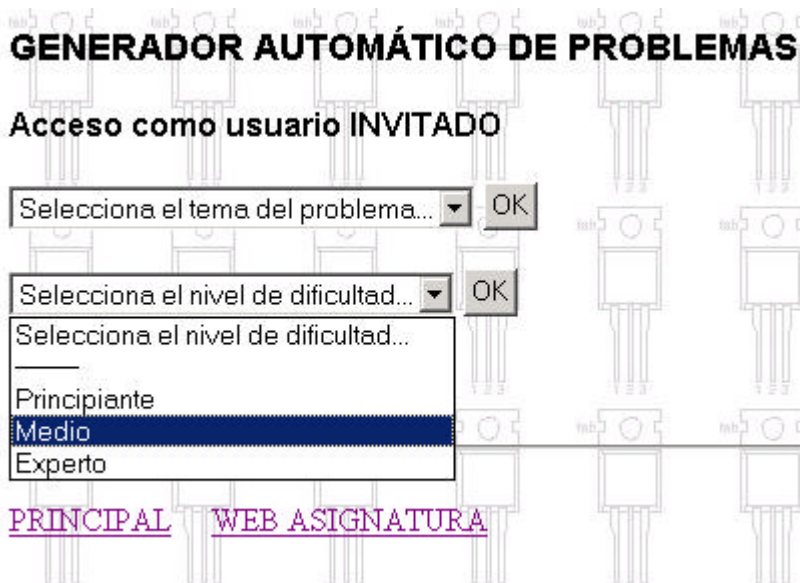 GENERADOR AUTOMÁTICO DE PROBLEMAS
Acceso como usuario INVITADO
Selecciona el tema del problema... OK
Selecciona el nivel de dificultad... OK
Selecciona el nivel de dificultad...
Principiante
Medio
Experto
PRINCIPAL WEB ASIGNATURA